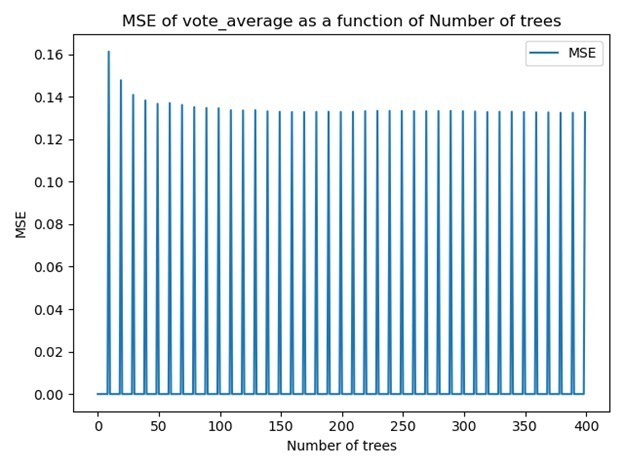 MSE of vote_average as a function of Number of trees
MSE
0.16
0.14
0.12
0.10
0.08
0.06
0.04
0.02
0.00
MSE
0 50 100 150 200 250 300 350 400
Number of trees